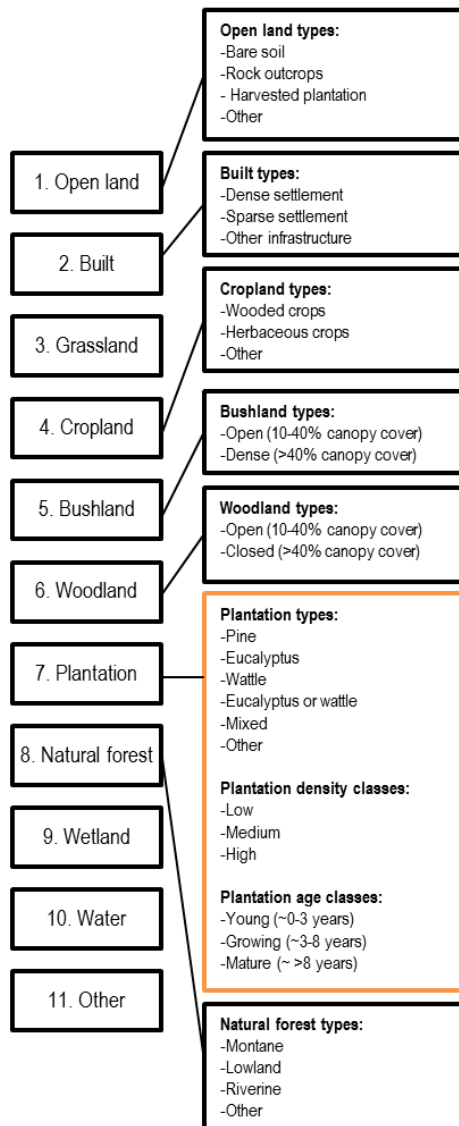 1. Open land
2. Built
3. Grassland
4. Cropland
5. Bushland
6. Woodland
7. Plantation
8. Natural forest
9. Wetland
10. Water
11. Other
Open land types:
-Bare soil
-Rock outcrops
- Harvested plantation
-Other
Built types:
-Dense settlement
-Sparse settlement
-Other infrastructure
Cropland types:
-Wooded crops
-Herbaceous crops
-Other
Bushland types:
-Open (10-40% canopy cover)
-Dense (>40% canopy cover)
Woodland types:
-Open (10-40% canopy cover)
-Closed (>40% canopy cover)
Plantation types:
-Pine
-Eucalyptus
-Wattle
-Eucalyptus or wattle
-Mixed
-Other
Plantation density classes:
-Low
-Medium
-High
Plantation age classes:
-Young (~0-3 years)
-Growing (~3-8 years)
-Mature (~ >8 years)
Natural forest types:
-Montane
-Lowland
-Riverine
-Other